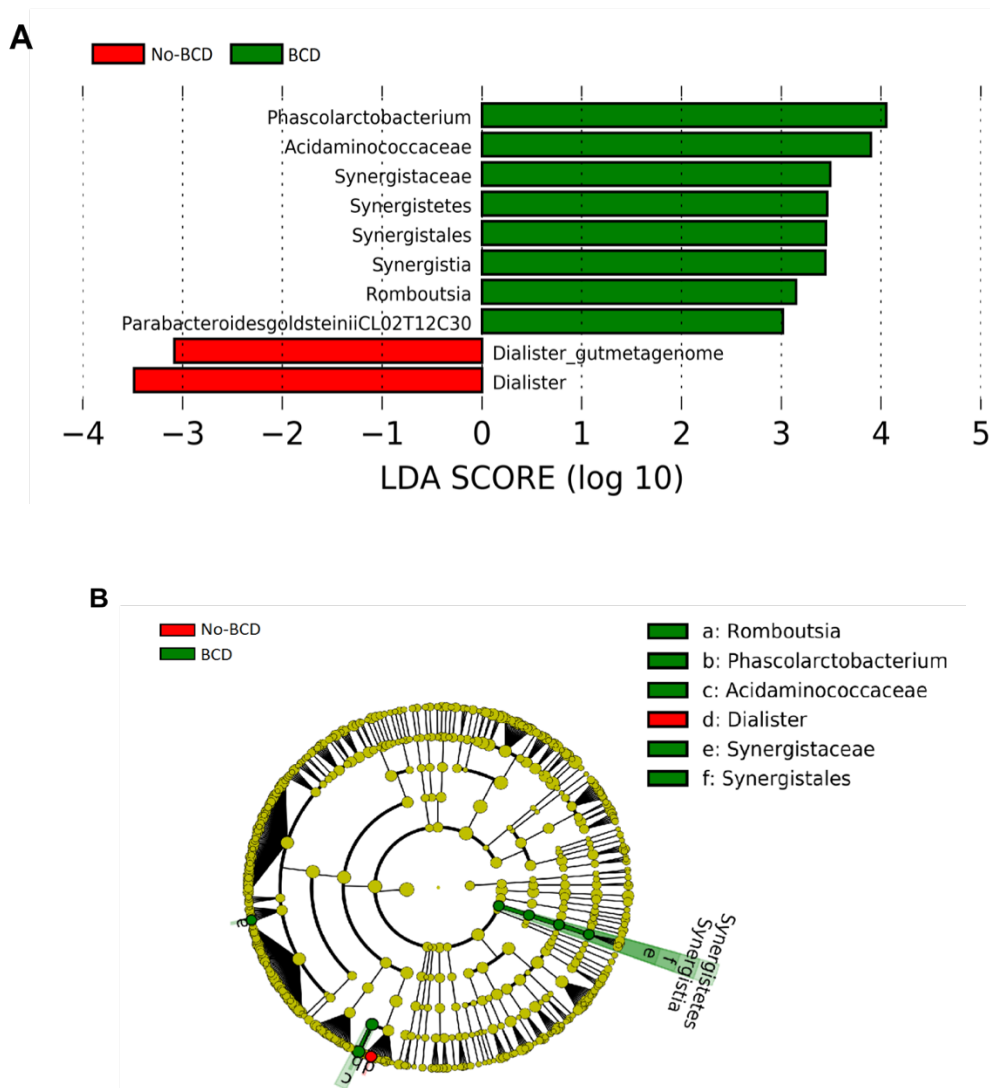 A
No-BCD BCD
Phascolarctobacterium
Acidaminococcaceae
Synergistaceae
Synergistetes
Synergistales
Synergistia
Romboutsia
ParabacteroidesgoldsteiniiCL02T12C30
Dialister_gutmetagenome
Dialister
−4 −3 −2 −1 0 1 2 3 4 5
LDA SCORE (log 10)
B
No-BCD
BCD
a: Romboutsia
b: Phascolarctobacterium
c: Acidaminococcaceae
d: Dialister
e: Synergistaceae
f: Synergistales
a
e
f
Synergistia
Synergistetes
b
d
c